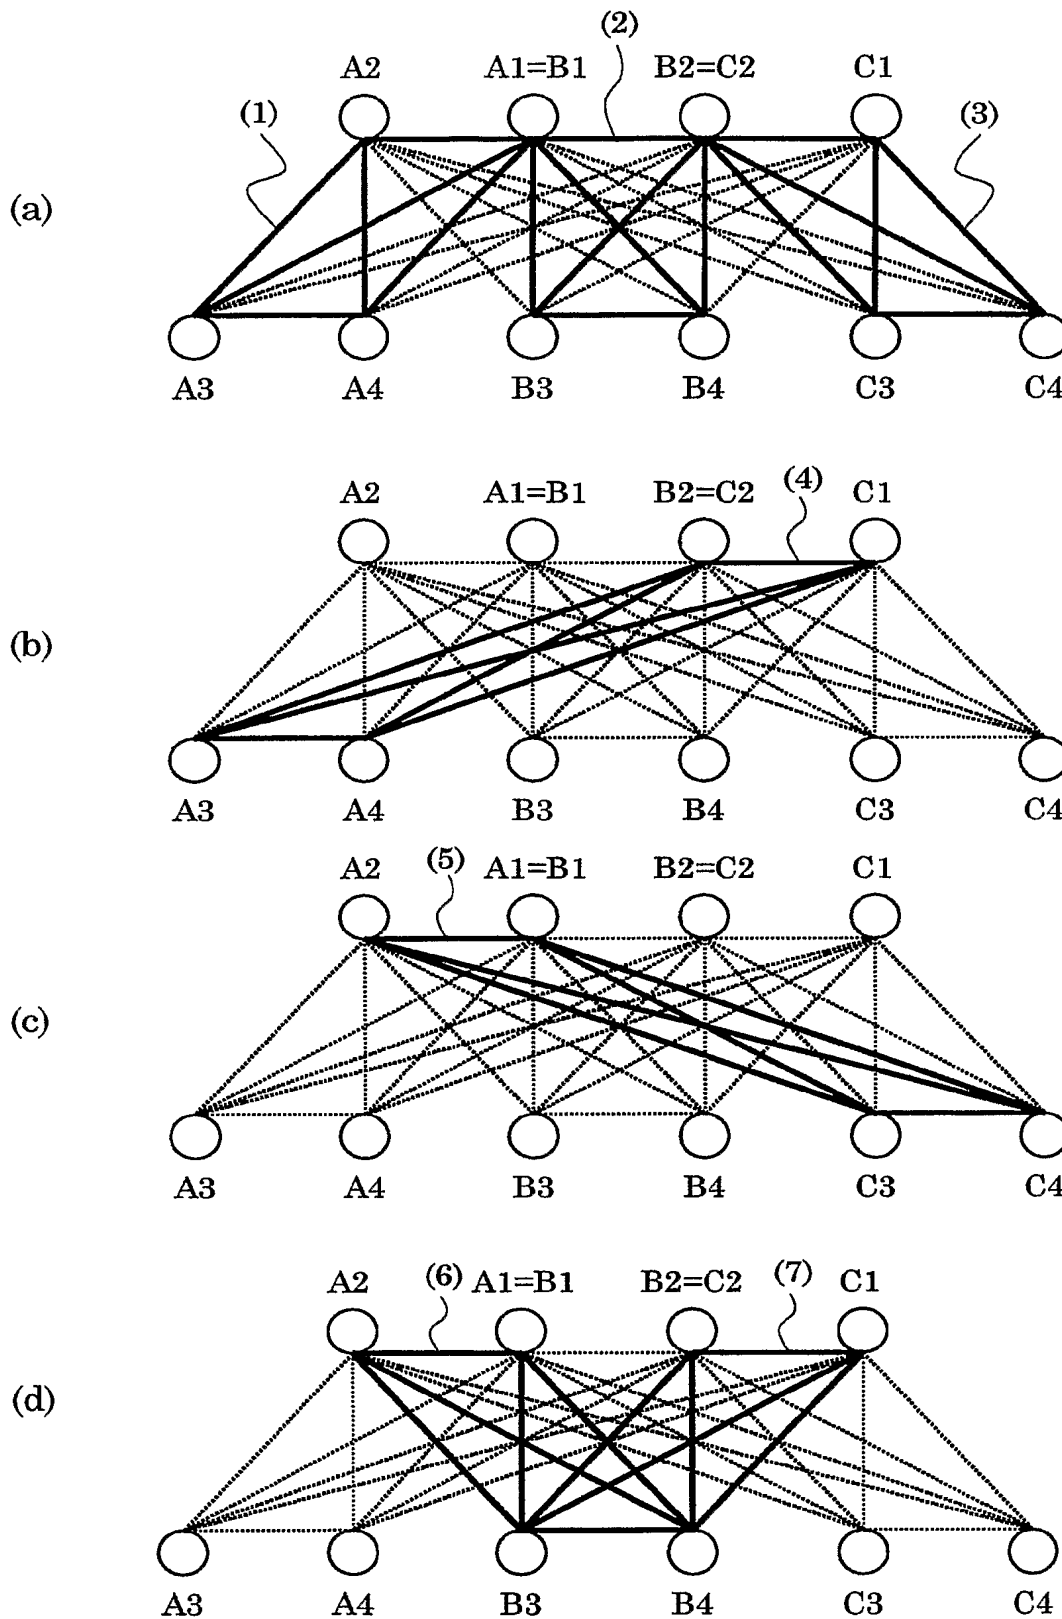 (2)
A2 A1=B1 B2=C2 C1
(1) (3)
(a)
A3 A4 B3 B4 C3 C4
(4)
A2 A1=B1 B2=C2 C1
(b)
A3 A4 B3 B4 C3 C4
(5)
A2 A1=B1 B2=C2 C1
(c)
A3 A4 B3 B4 C3 C4
(6) (7)
A2 A1=B1 B2=C2 C1
(d)
A3 A4 B3 B4 C3 C4